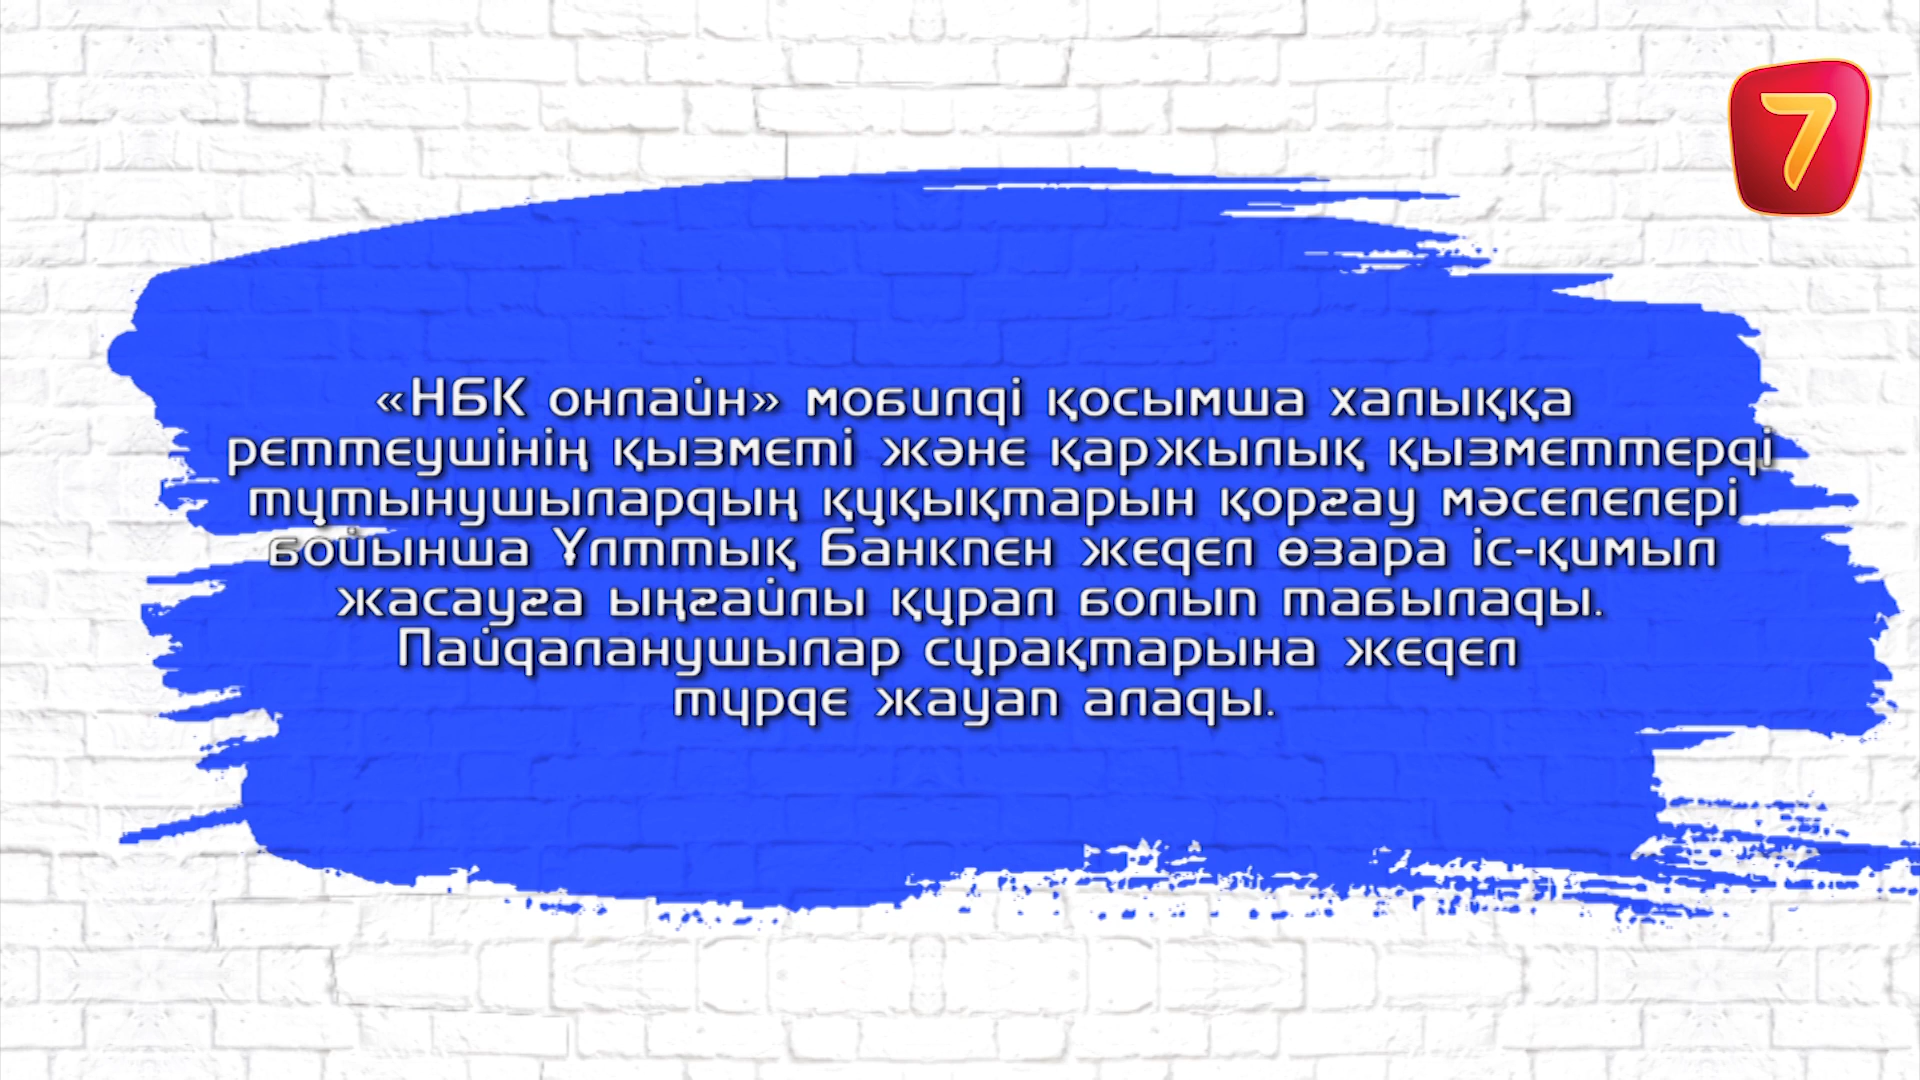 7
«НБК онлайн» мобилді қосымша халыққа
реттеушінің қызметі және қаржылық қызметтерді
тұтынушылардың құқықтарын қорғау мәселелері
бойынша Ұлттық Банкпен жедел өзара іс-қимыл
жасауға ыңғайлы құрал болып табылады.
Пайдаланушылар сұрақтарына жедел
түрде жауап алады.